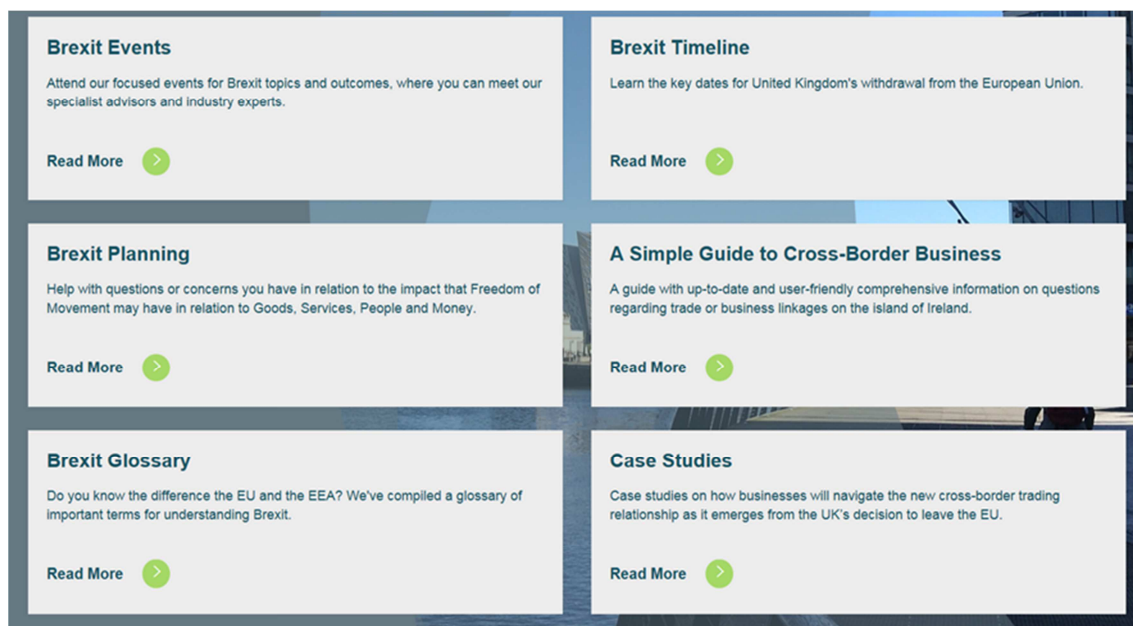 Brexit Events
Attend our focused events for Brexit topics and outcomes, where you can meet our
specialist advisors and industry experts.
Read More
Brexit Timeline
Learn the key dates for United Kingdom's withdrawal from the European Union.
Read More
Brexit Planning
Help with questions or concerns you have in relation to the impact that Freedom of
Movement may have in relation to Goods, Services, People and Money.
Read More
A Simple Guide to Cross-Border Business
A guide with up-to-date and user-friendly comprehensive information on questions
regarding trade or business linkages on the island of Ireland.
Read More
Brexit Glossary
Do you know the difference the EU and the EEA? We've compiled a glossary of
important terms for understanding Brexit.
Read More
Case Studies
Case studies on how businesses will navigate the new cross-border trading
relationship as it emerges from the UK's decision to leave the EU.
Read More